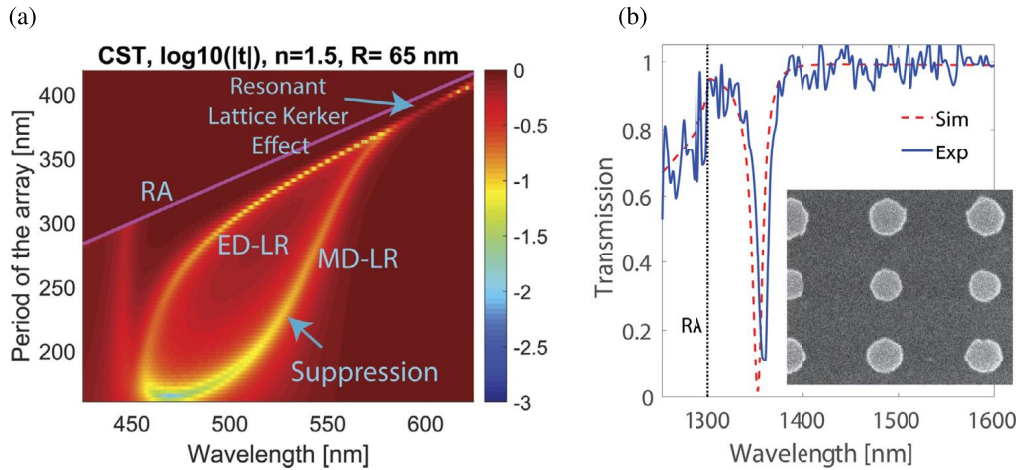 (a)
CST, log10(|t|), n=1.5, R= 65 nm
Period of the array [nm]
400
350
300
250
200
Resonant
Lattice Kerker
Effect
RA
ED-LR
MD-LR
Suppression
450
500
550
600
Wavelength [nm]
0
-0.5
-1
-1.5
-2
-2.5
-3
(b)
Transmission
1
0.8
0.6
0.4
0.2
0
RA
Sim
Exp
1300
1400
1500
1600
Wavelength [nm]